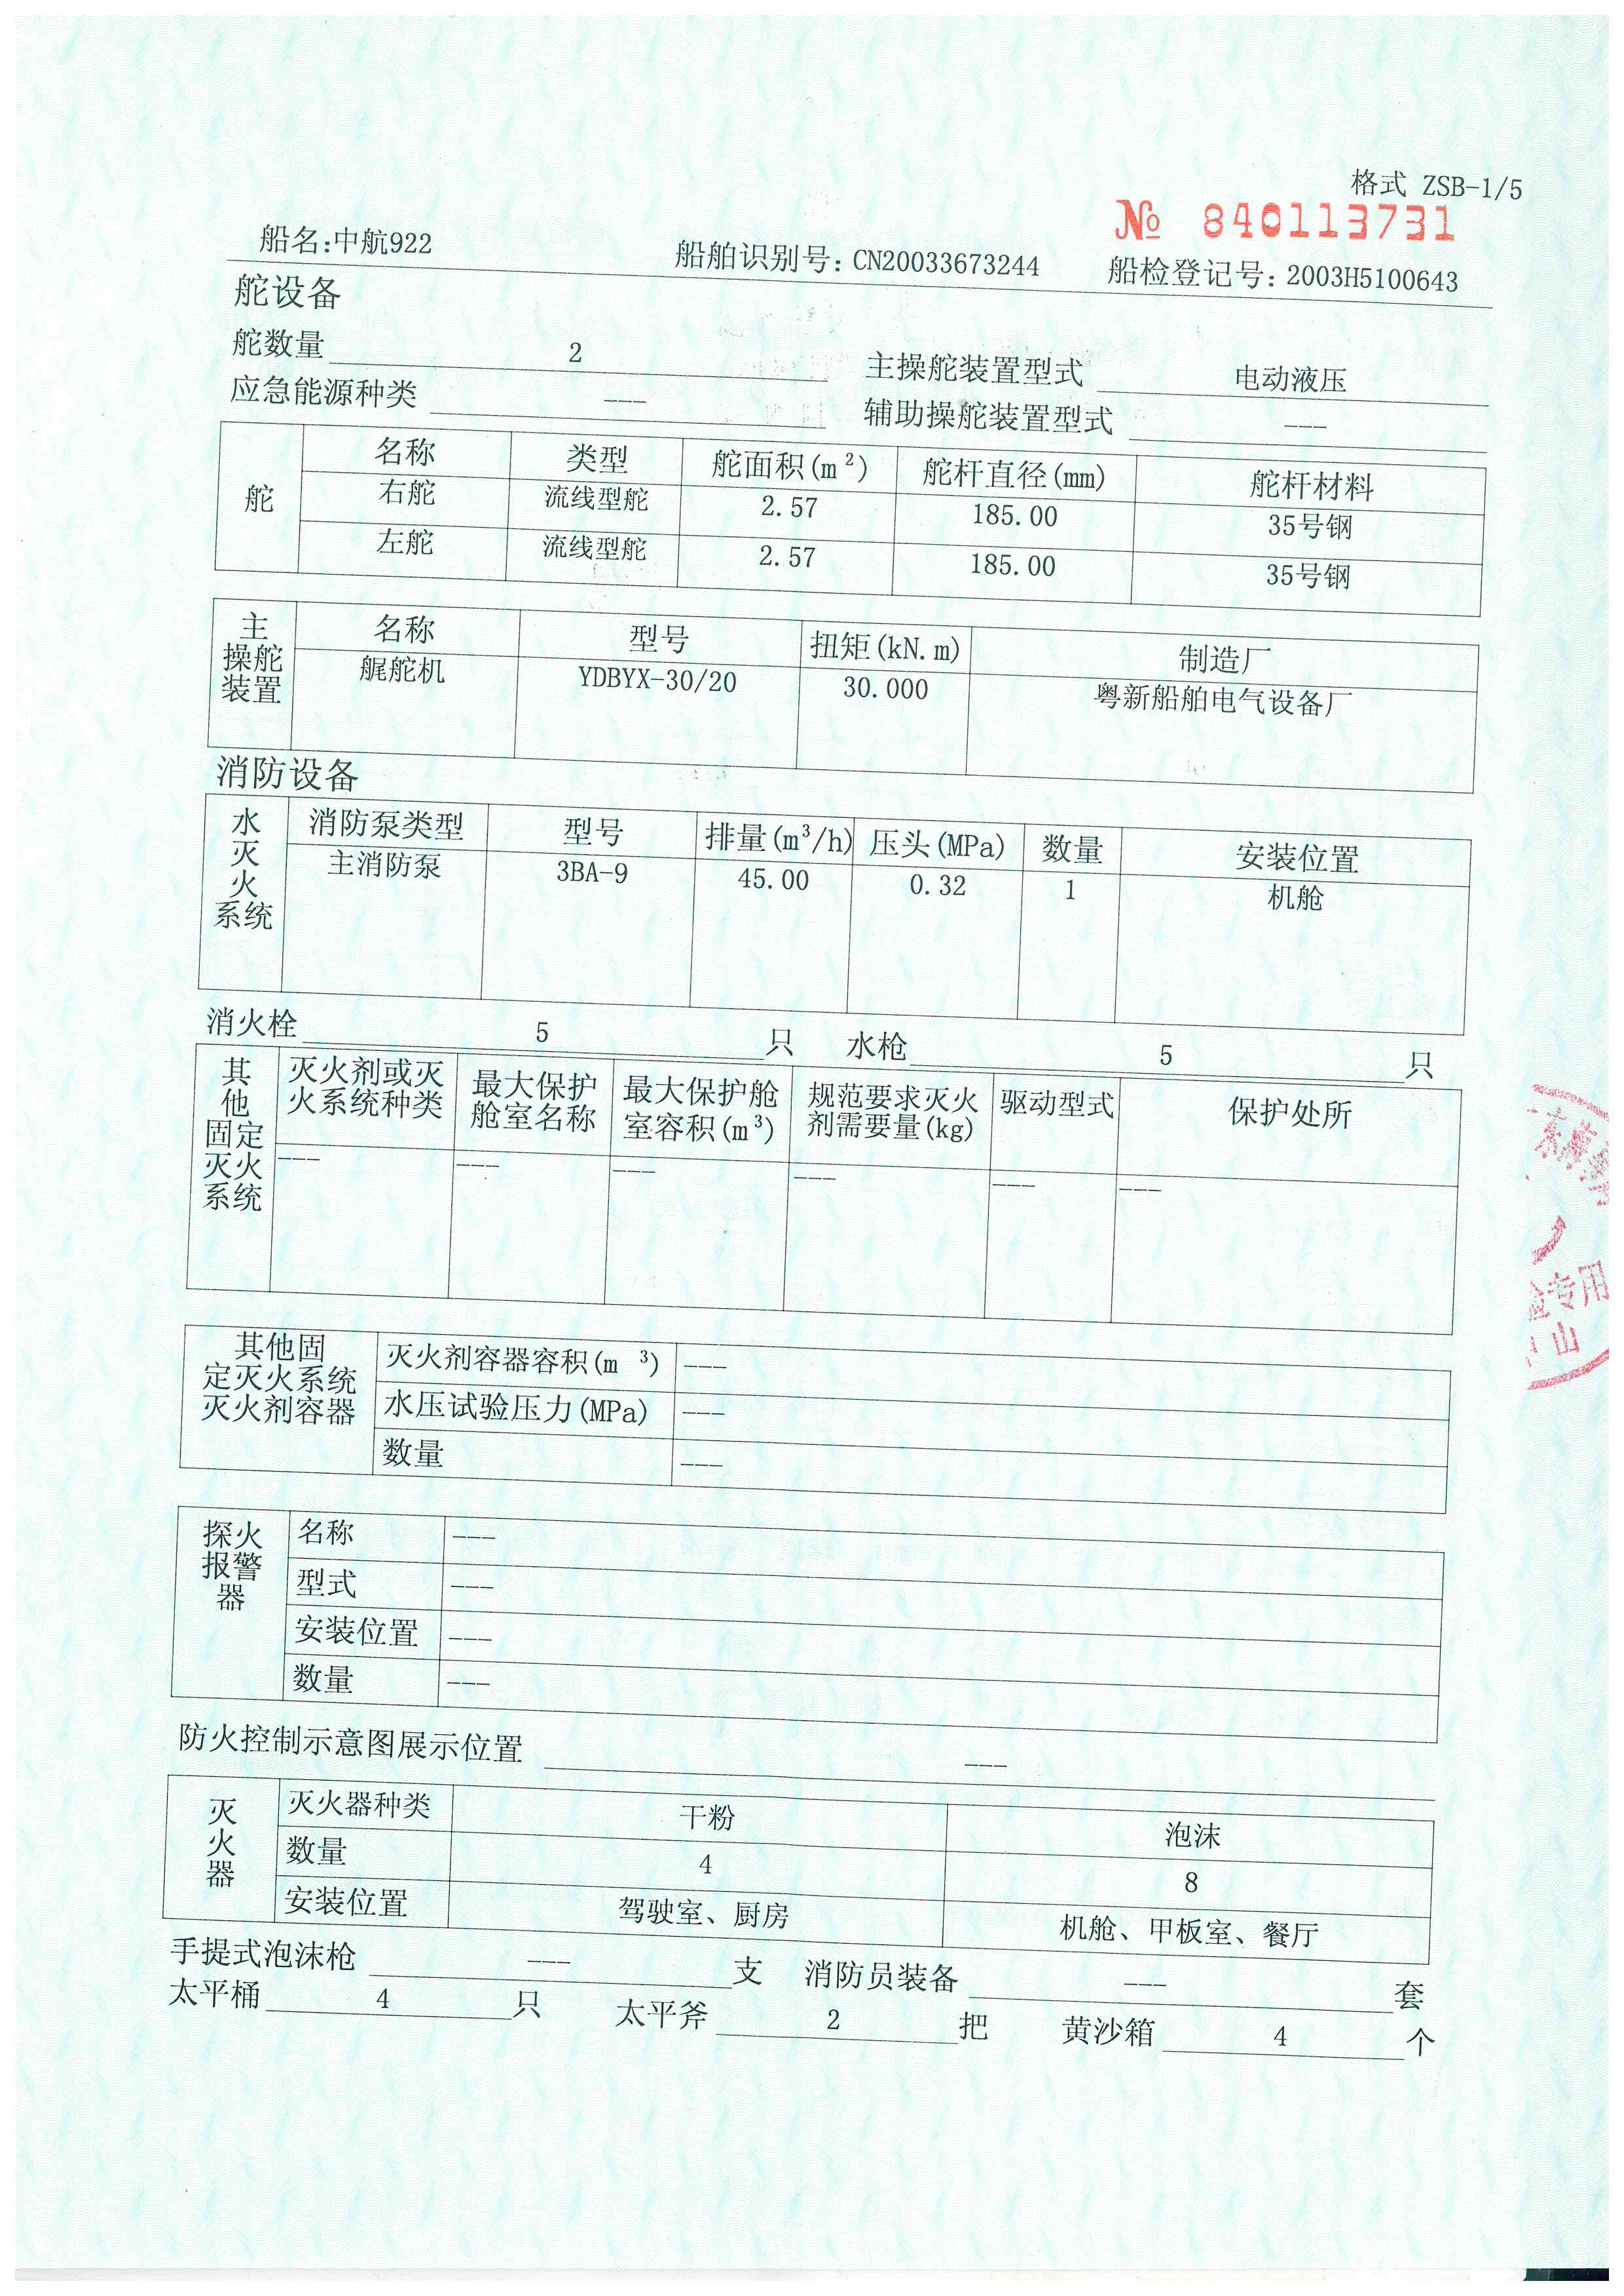 格式 ZSB-1/5
№ 840113731
船名:中航922 船舶识别号: CN20033673244 船检登记号: 2003H5100643
舵设备
舵数量 2 主操舵装置型式 电动液压
应急能源种类 --- 辅助操舵装置型式 ---
舵 名称 类型 舵面积(m²) 舵杆直径(mm) 舵杆材料
右舵 流线型舵 2.57 185.00 35号钢
左舵 流线型舵 2.57 185.00 35号钢
主操舵装置 名称 型号 扭矩(kN.m) 制造厂
艉舵机 YDBYX-30/20 30.000 粤新船舶电气设备厂
消防设备
水灭火系统 消防泵类型 型号 排量(m³/h) 压头(MPa) 数量 安装位置
主消防泵 3BA-9 45.00 0.32 1 机舱
消火栓 5 只 水枪 5 只
其他固定灭火系统 灭火剂或灭火系统种类 最大保护舱室名称 最大保护舱室容积(m³) 规范要求灭火剂需要量(kg) 驱动型式 保护处所
--- --- --- --- --- ---
其他固定灭火系统灭火剂容器 灭火剂容器容积(m ³) ---
水压试验压力(MPa) ---
数量 ---
探火报警器 名称 ---
型式 ---
安装位置 ---
数量 ---
防火控制示意图展示位置 ---
灭火器 灭火器种类 干粉 泡沫
数量 4 8
安装位置 驾驶室、厨房 机舱、甲板室、餐厅
手提式泡沫枪 --- 支 消防员装备 --- 套
太平桶 4 只 太平斧 2 把 黄沙箱 4 个
专用
山